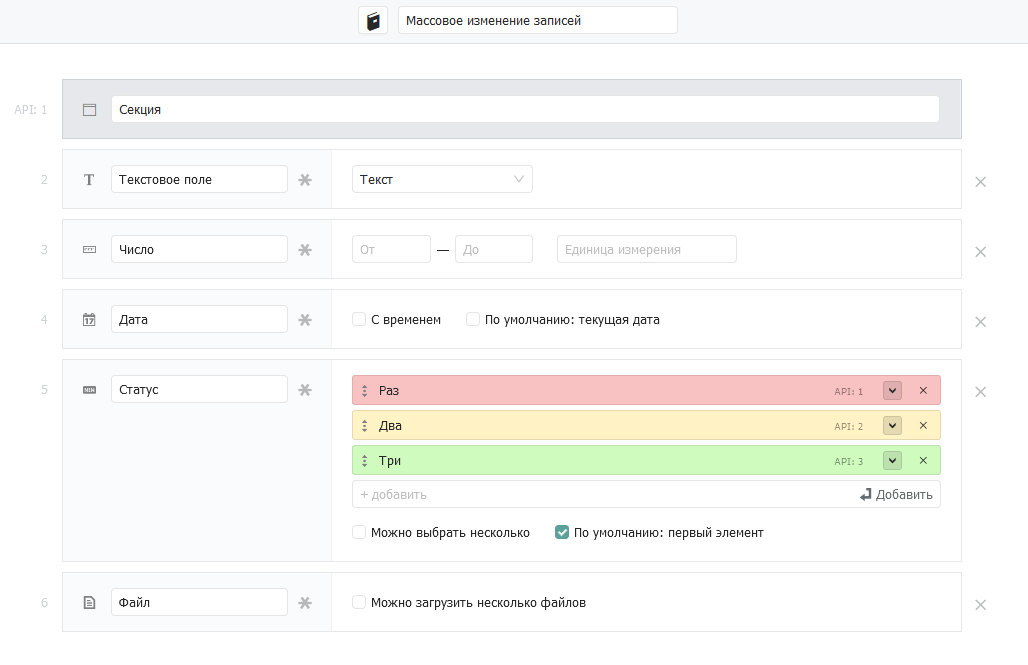 Массовое изменение записей
API: 1
Секция
2 Т Текстовое поле Текст
3 Число От — До Единица измерения
4 17 Дата С временем По умолчанию: текущая дата
5 NEW Статус Раз API: 1
Два API: 2
Три API: 3
+ добавить Добавить
Можно выбрать несколько По умолчанию: первый элемент
6 Файл Можно загрузить несколько файлов